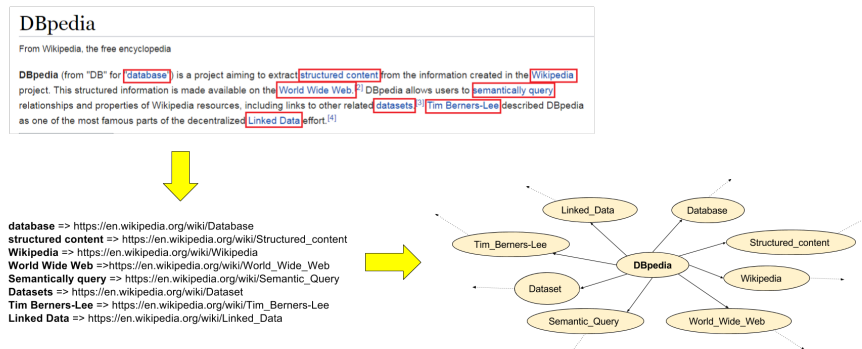 DBpedia
From Wikipedia, the free encyclopedia
DBpedia (from "DB" for "database") is a project aiming to extract structured content from the information created in the Wikipedia
project. This structured information is made available on the World Wide Web.[2] DBpedia allows users to semantically query
relationships and properties of Wikipedia resources, including links to other related datasets.[3] Tim Berners-Lee described DBpedia
as one of the most famous parts of the decentralized Linked Data effort.[4]
database => https://en.wikipedia.org/wiki/Database
structured content => https://en.wikipedia.org/wiki/Structured_content
Wikipedia => https://en.wikipedia.org/wiki/Wikipedia
World Wide Web =>https://en.wikipedia.org/wiki/World_Wide_Web
Semantically query => https://en.wikipedia.org/wiki/Semantic_Query
Datasets => https://en.wikipedia.org/wiki/Dataset
Tim Berners-Lee => https://en.wikipedia.org/wiki/Tim_Berners-Lee
Linked Data => https://en.wikipedia.org/wiki/Linked_Data
Linked_Data
Database
Tim_Berners-Lee
Structured_content
DBpedia
Wikipedia
Dataset
Semantic_Query
World_Wide_Web